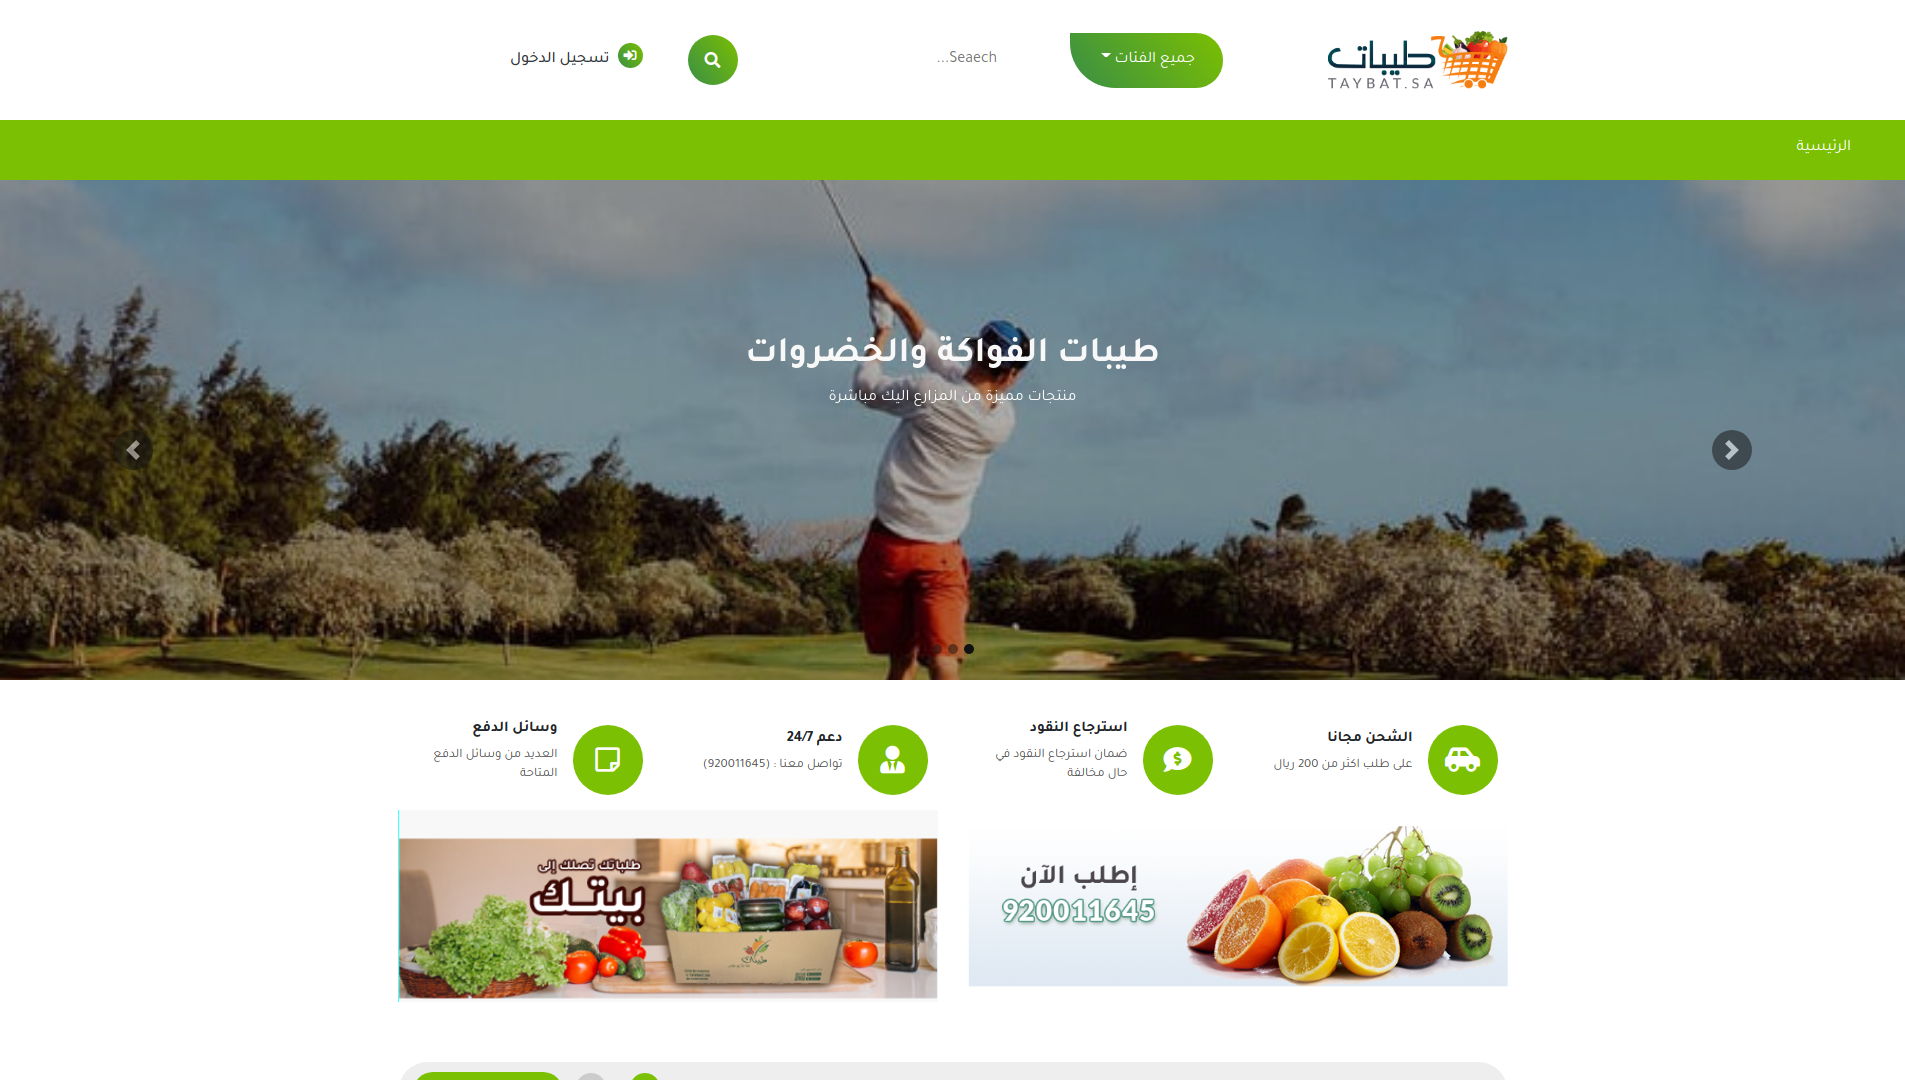 طيبات
TAYBAT.SA
جميع الفئات
Seaech...
تسجيل الدخول
الرئيسية
طيبات الفواكة والخضروات
منتجات مميزة من المزارع اليك مباشرة
الشحن مجانا
على طلب اكثر من 200 ريال
استرجاع النقود
ضمان استرجاع النقود في
حال مخالفة
دعم 24/7
تواصل معنا : (920011645)
وسائل الدفع
العديد من وسائل الدفع
المتاحة
إطلب الآن
920011645
طلباتك تصلك إلى
بيتك
طيبات